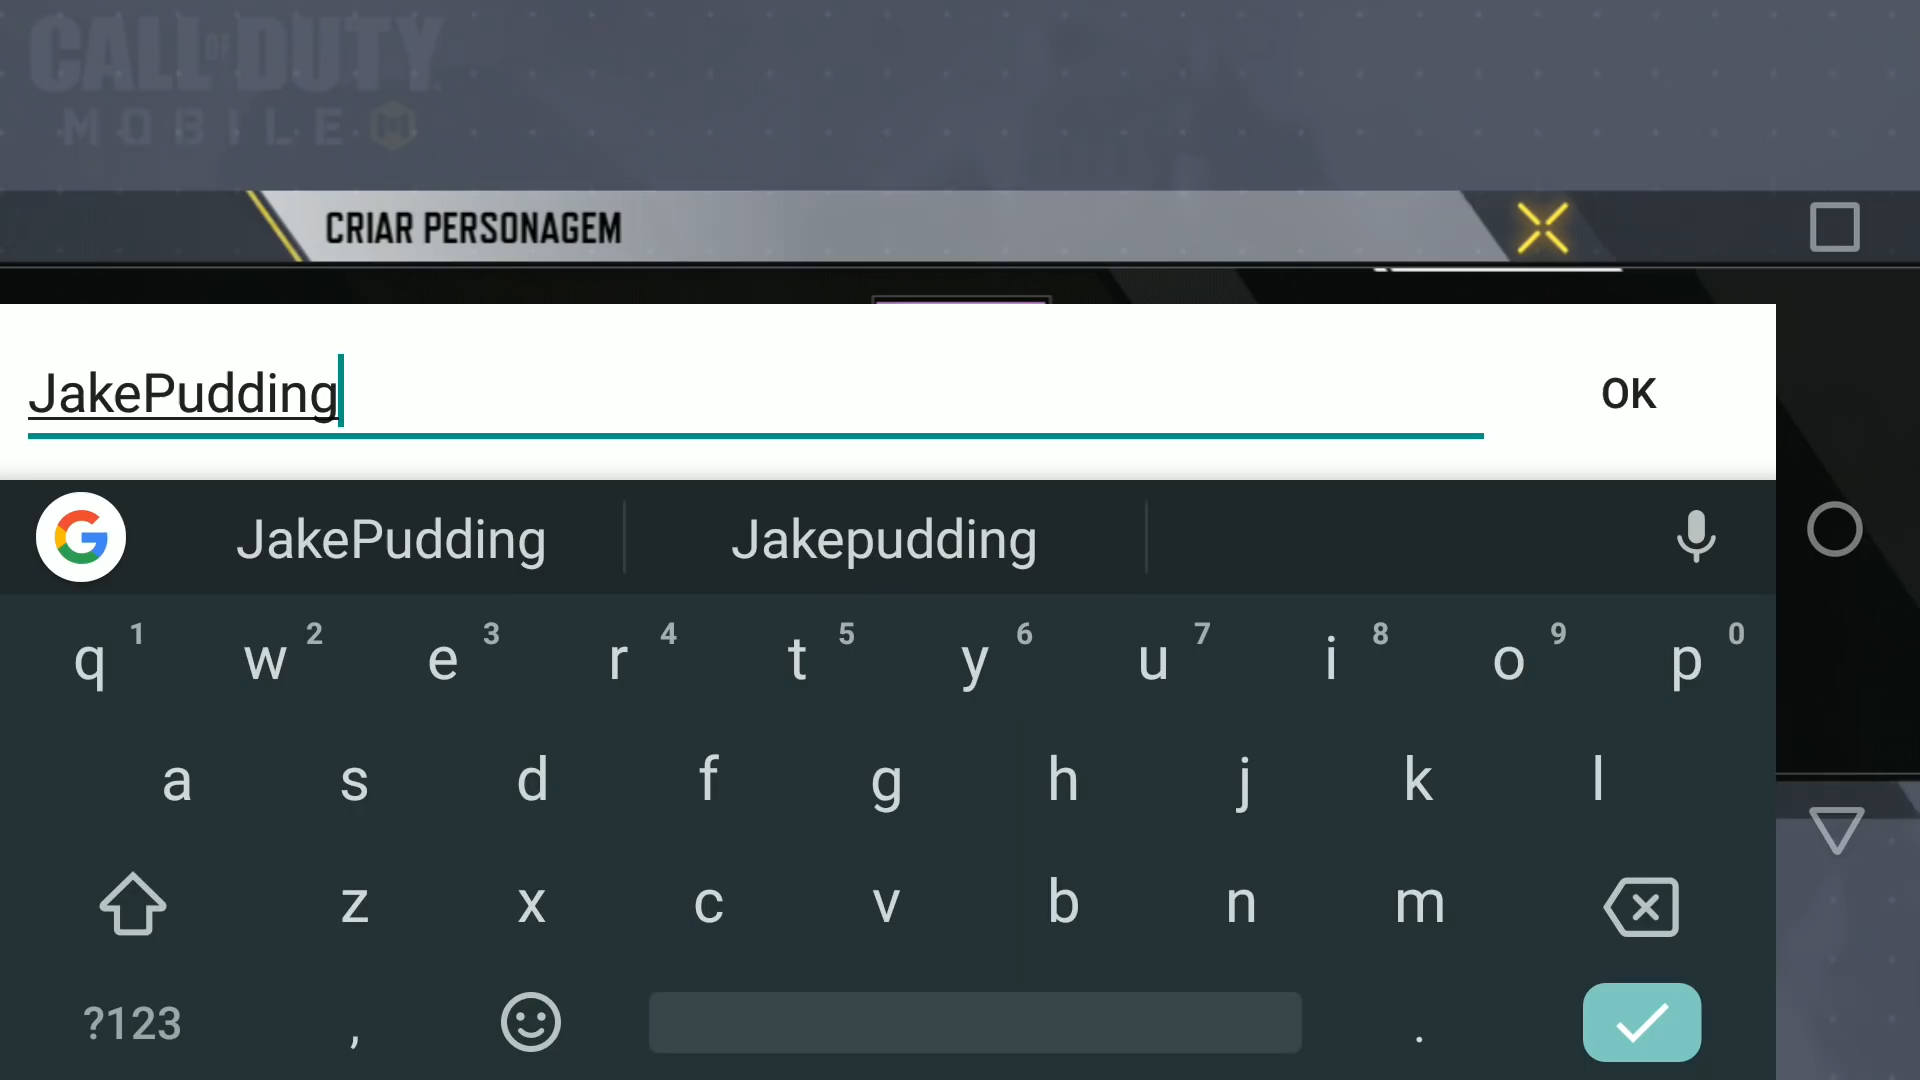 CALL OF DUTY
MOBILE
CRIAR PERSONAGEM
JakePudding
OK
JakePudding Jakepudding
q 1 w 2 e 3 r 4 t 5 y 6 u 7 i 8 o 9 p 0
a s d f g h j k l
z x c v b n m
?123 , .